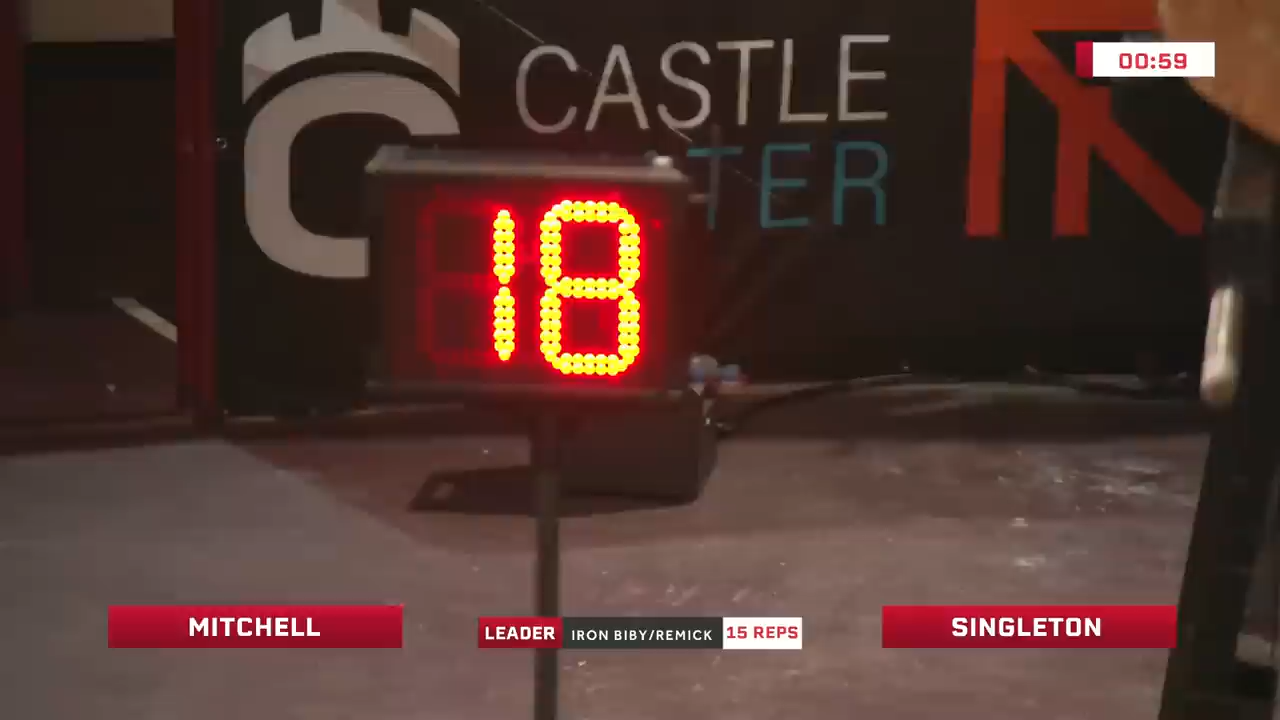 CASTLE
TER
00:59
18
MITCHELL
LEADER IRON BIBY/REMICK 15 REPS
SINGLETON